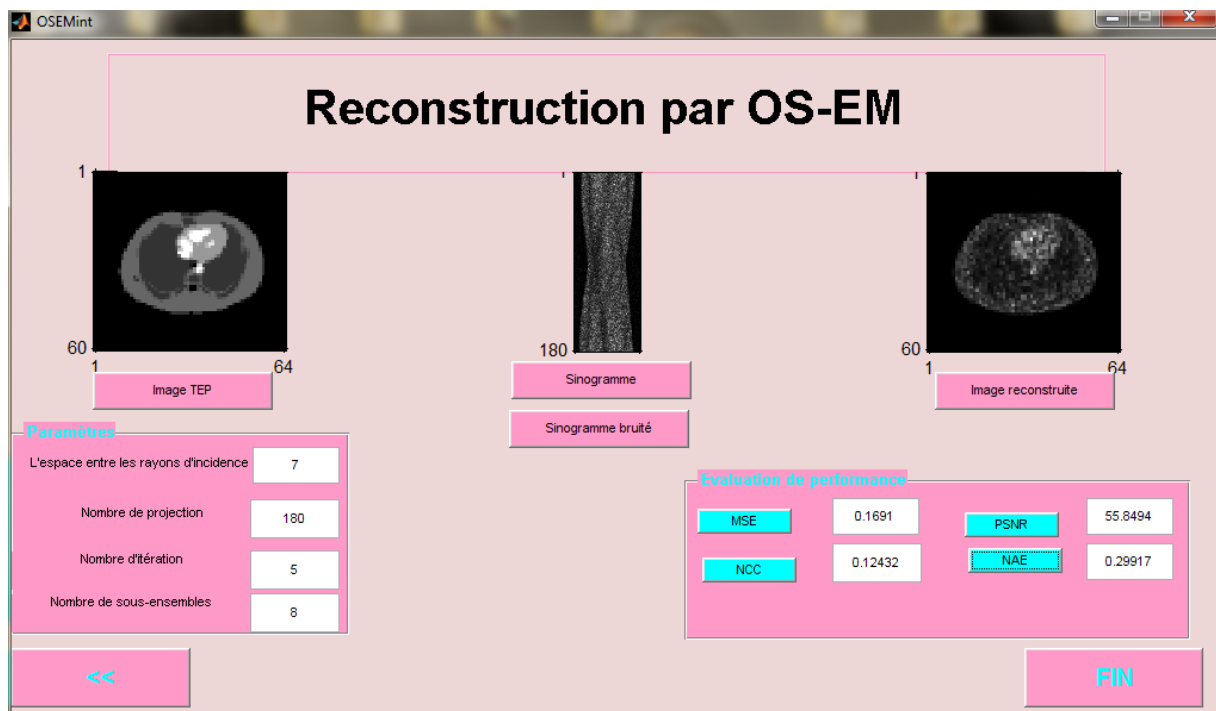 OSEMint
Reconstruction par OS-EM
1
60
1
64
Image TEP
180
Sinogramme
Sinogramme bruité
60
1
64
Image reconstruite
Paramètres
L'espace entre les rayons d'incidence 7
Nombre de projection 180
Nombre d'itération 5
Nombre de sous-ensembles 8
Evaluation de performance
MSE 0.1691 PSNR 55.8494
NCC 0.12432 NAE 0.29917
<< FIN